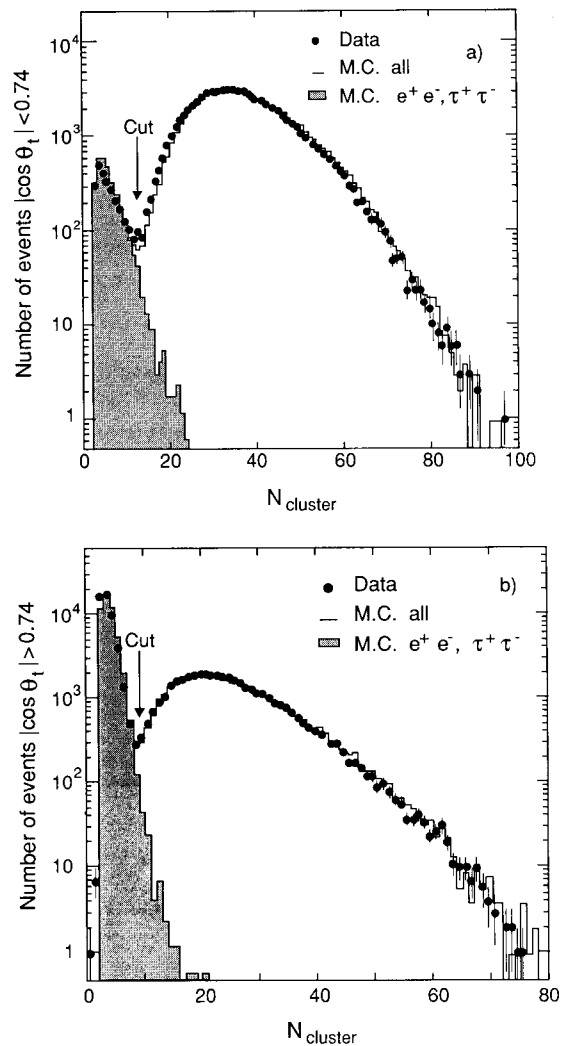 Data
a)
M.C. all
M.C. e⁺ e⁻, τ⁺ τ⁻
Cut
Number of events |cos θₜ| <0.74
10⁴
10³
10²
10
1
0 20 40 60 80 100
N cluster
Data
b)
M.C. all
M.C. e⁺ e⁻, τ⁺ τ⁻
Cut
Number of events |cos θₜ| >0.74
10⁴
10³
10²
10
1
0 20 40 60 80
N cluster